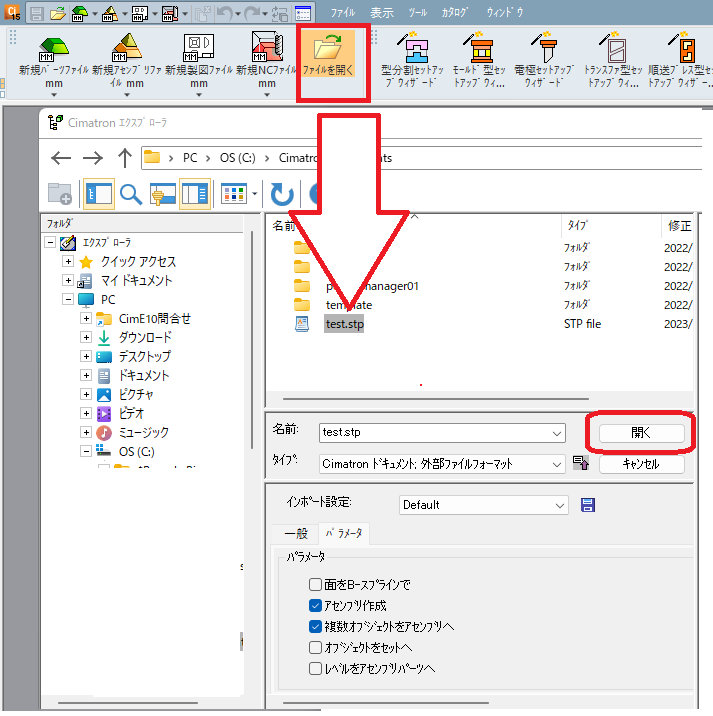 15
ファイル 表示 ツール カタログ ウィンドウ
新規パーツファイル mm
新規アセンブリファイル mm
新規製図ファイル mm
新規NCファイル mm
ファイルを開く
型分割セットアップウィザード
モールド型セットアップウィ...
電極セットアップウィザード
トランスファ型セットアップウィ...
順送プレス型セットアップウィザー...
Cimatron エクスプローラ
PC > OS (C:) > Cimatro nts
フォルダ
エクスプローラ
クイック アクセス
マイ ドキュメント
PC
CimE10問合せ
ダウンロード
デスクトップ
ドキュメント
ピクチャ
ビデオ
ミュージック
OS (C:)
名前 タイプ 修正
フォルダ 2022/
フォルダ 2022/
manager01 フォルダ 2022/
template フォルダ 2022/
test.stp STP file 2023/
名前: test.stp 開く
タイプ: Cimatron ドキュメント; 外部ファイルフォーマット キャンセル
インポート設定: Default
一般 パラメータ
パラメータ
面をB-スプラインで
アセンブリ作成
複数オブジェクトをアセンブリへ
オブジェクトをセットへ
レベルをアセンブリパーツへ